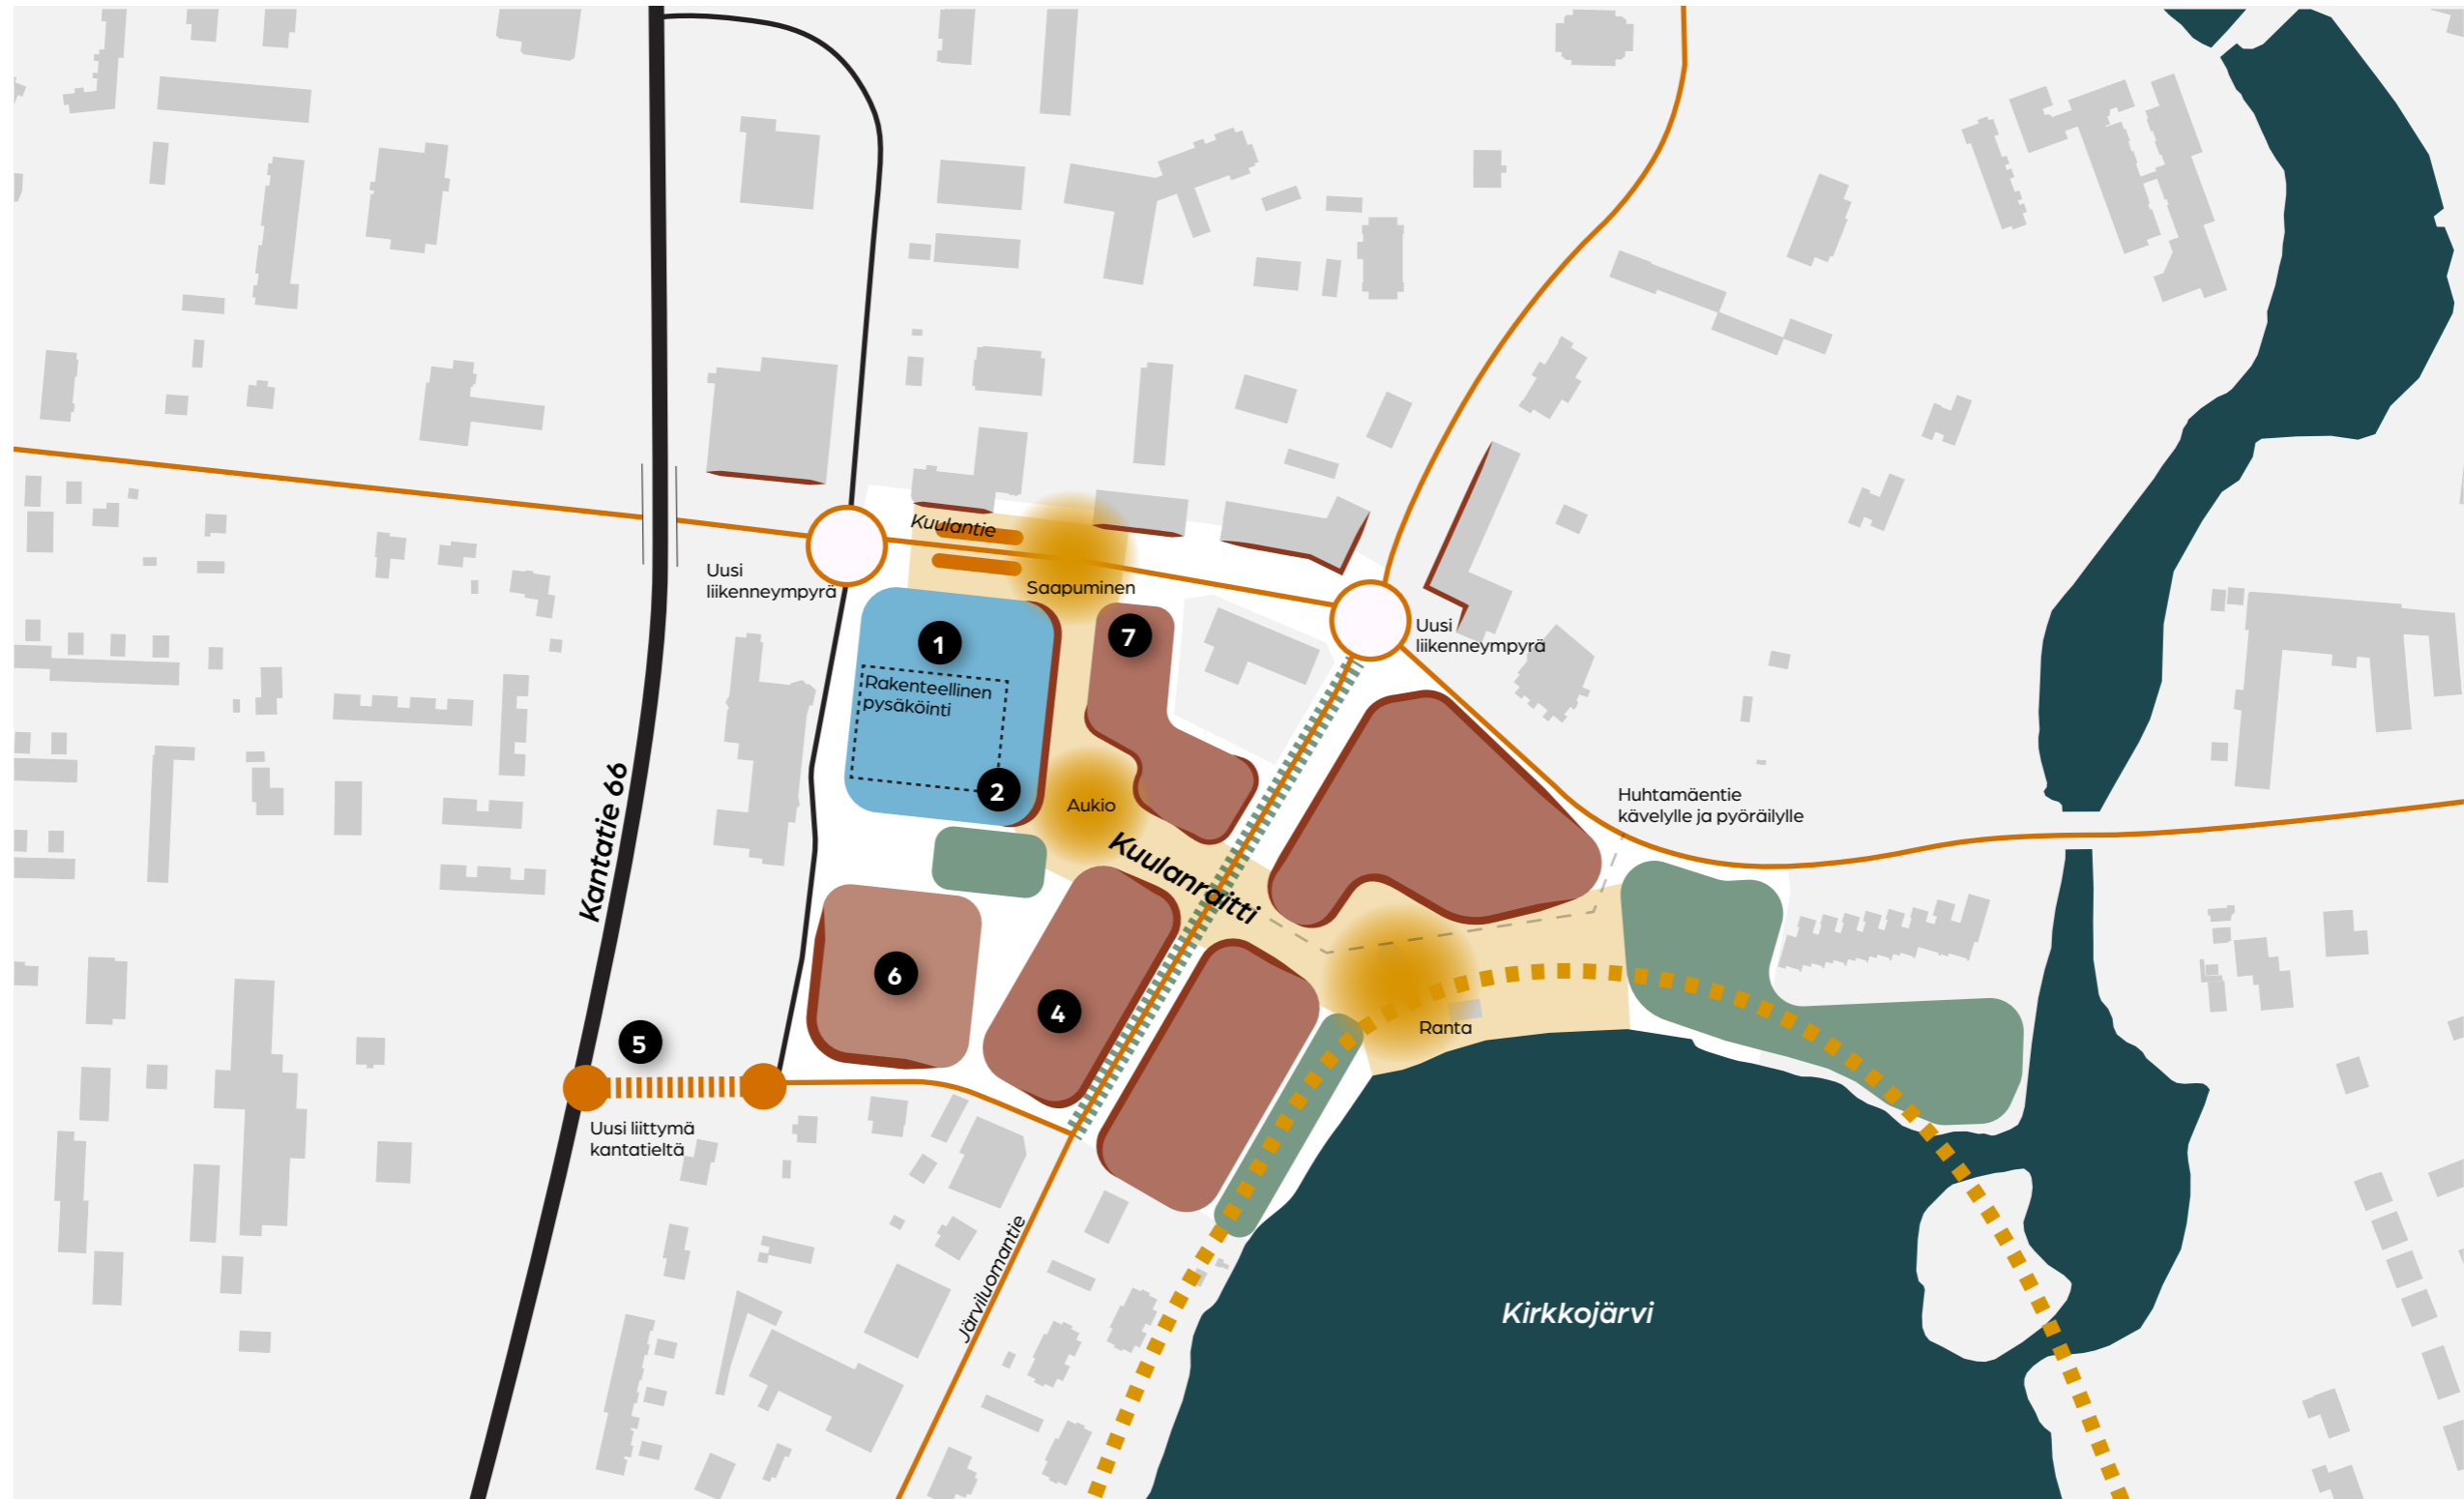 Kuulantie
Uusi
liikenneympyrä
Saapuminen
1
7
Uusi
liikenneympyrä
Rakenteellinen
pysäköinti
2
Aukio
Huhtamäentie
kävelylle ja pyöräilylle
Kantatie 66
Kuulanraitti
6
4
5
Ranta
Uusi liittymä
kantatieltä
Järviluomantie
Kirkkojärvi